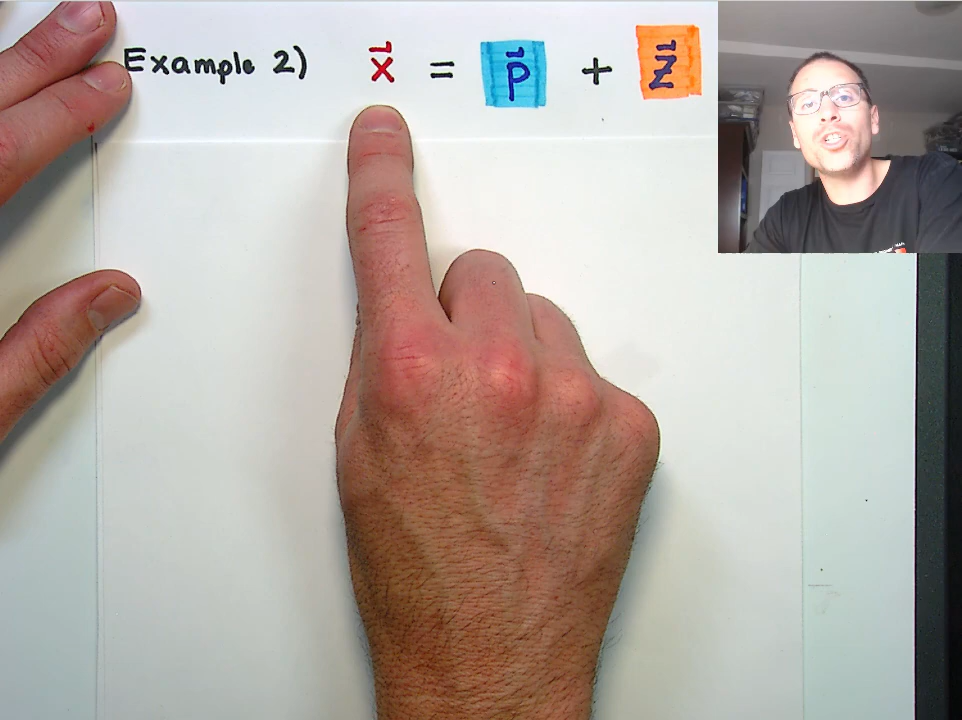 Example 2) x⃗ = p⃗ + z⃗